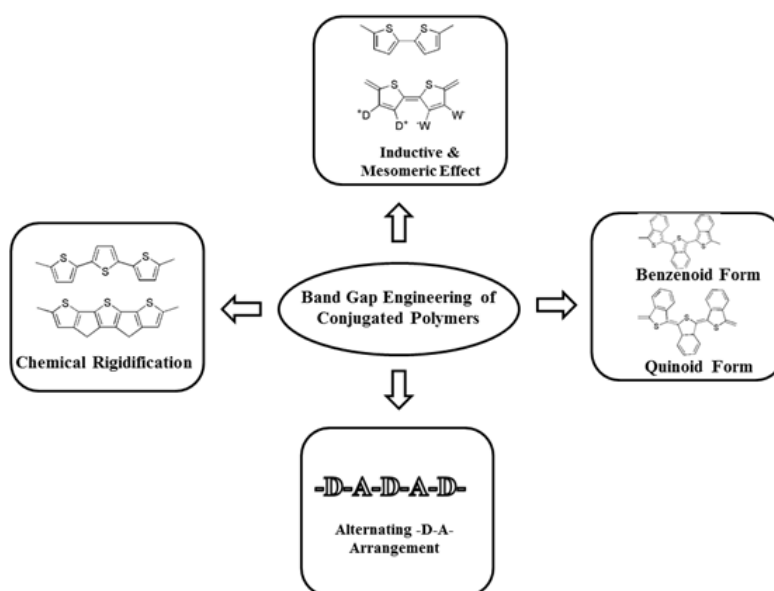 S
S
S
S
+D
D+
-W
W-
Inductive &
Mesomeric Effect
S
S
S
S
S
S
Chemical Rigidification
Band Gap Engineering of
Conjugated Polymers
S
S
S
Benzenoid Form
S
S
S
Quinoid Form
-D-A-D-A-D-
Alternating -D-A-
Arrangement